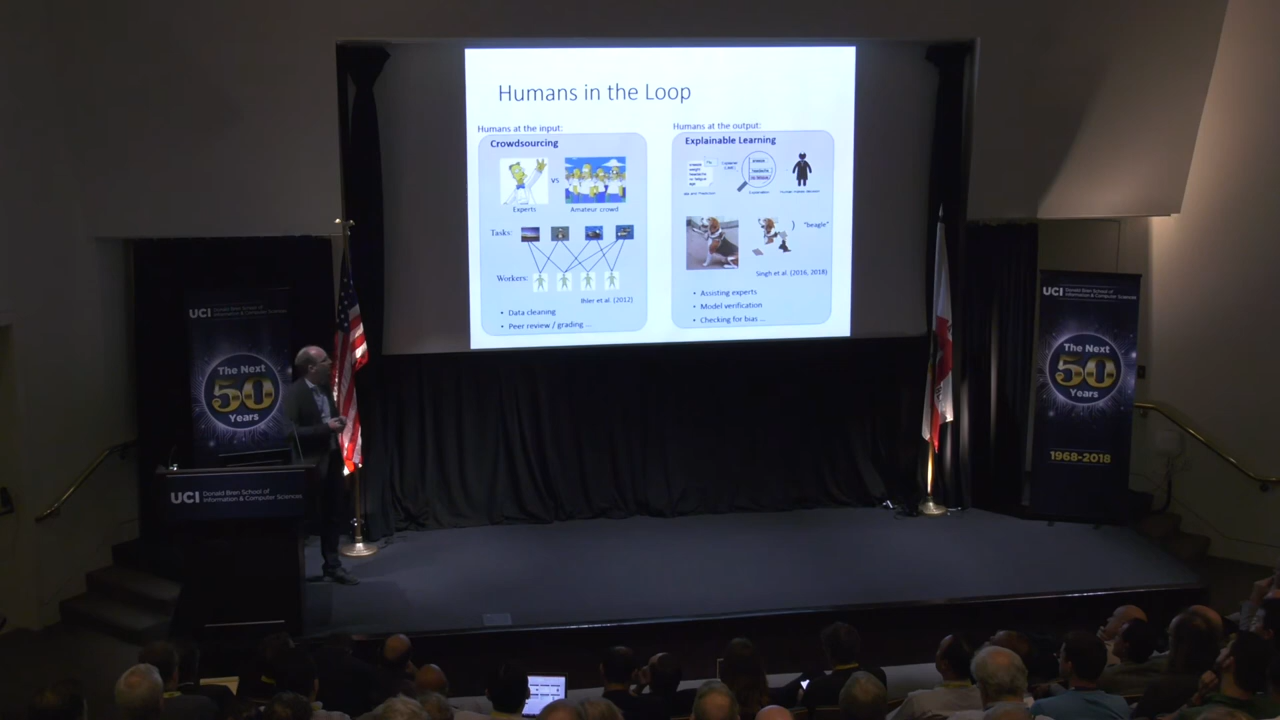 Humans in the Loop
Humans at the input:
Crowdsourcing
vs
Experts
Amateur crowd
Tasks:
Workers:
Ihler et al. (2012)
• Data cleaning
• Peer review / grading ...
Humans at the output:
Explainable Learning
Explanation
"beagle"
Singh et al. (2016, 2018)
• Assisting experts
• Model verification
• Checking for bias ...
UCI Donald Bren School of
Information & Computer Sciences
The Next
50
Years
UCI Donald Bren School of
Information & Computer Sciences
UCI Donald Bren School of
Information & Computer Sciences
The Next
50
Years
1968-2018